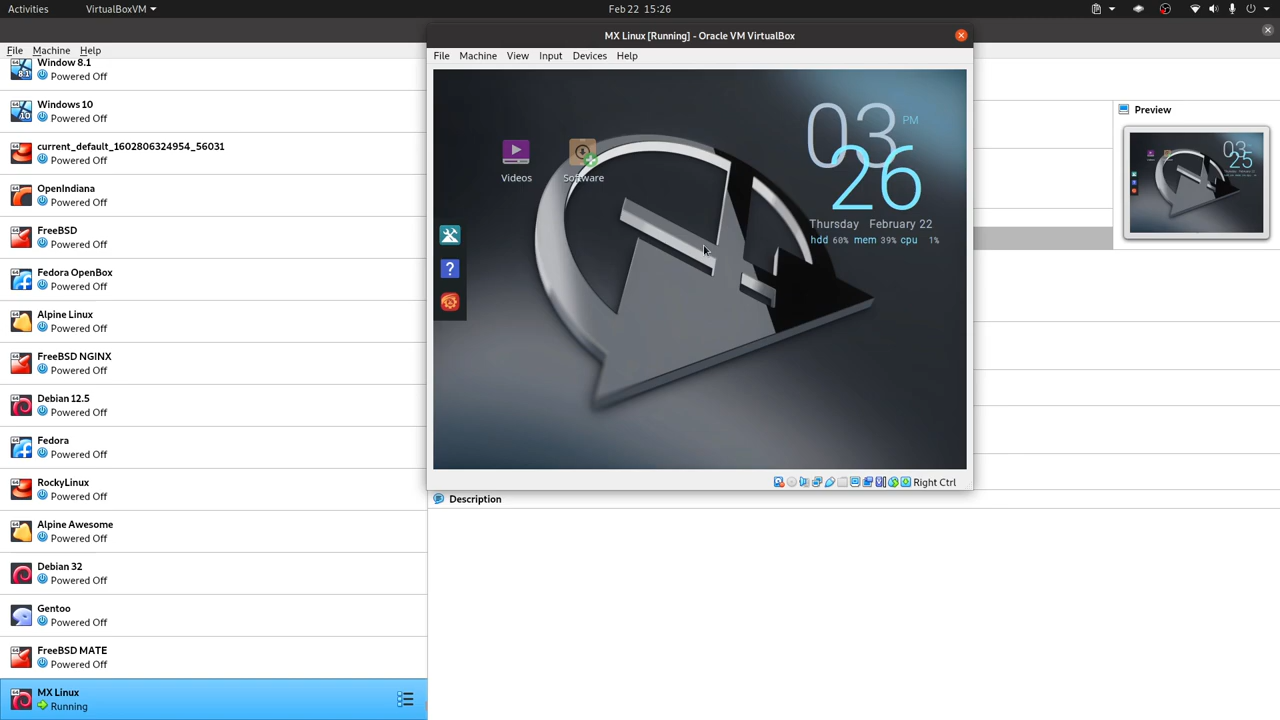 Activities
VirtualBoxVM
Feb 22 15:26
MX Linux [Running] - Oracle VM VirtualBox
File Machine Help
File Machine View Input Devices Help
Window 8.1
Powered Off
Windows 10
Powered Off
current_default_1602806324954_56031
Powered Off
OpenIndiana
Powered Off
FreeBSD
Powered Off
Fedora OpenBox
Powered Off
Alpine Linux
Powered Off
FreeBSD NGINX
Powered Off
Debian 12.5
Powered Off
Fedora
Powered Off
RockyLinux
Powered Off
Alpine Awesome
Powered Off
Debian 32
Powered Off
Gentoo
Powered Off
FreeBSD MATE
Powered Off
MX Linux
Running
Videos
Software
03 PM
26
Thursday February 22
hdd 60% mem 39% cpu 1%
Right Ctrl
Preview
03
25
Description